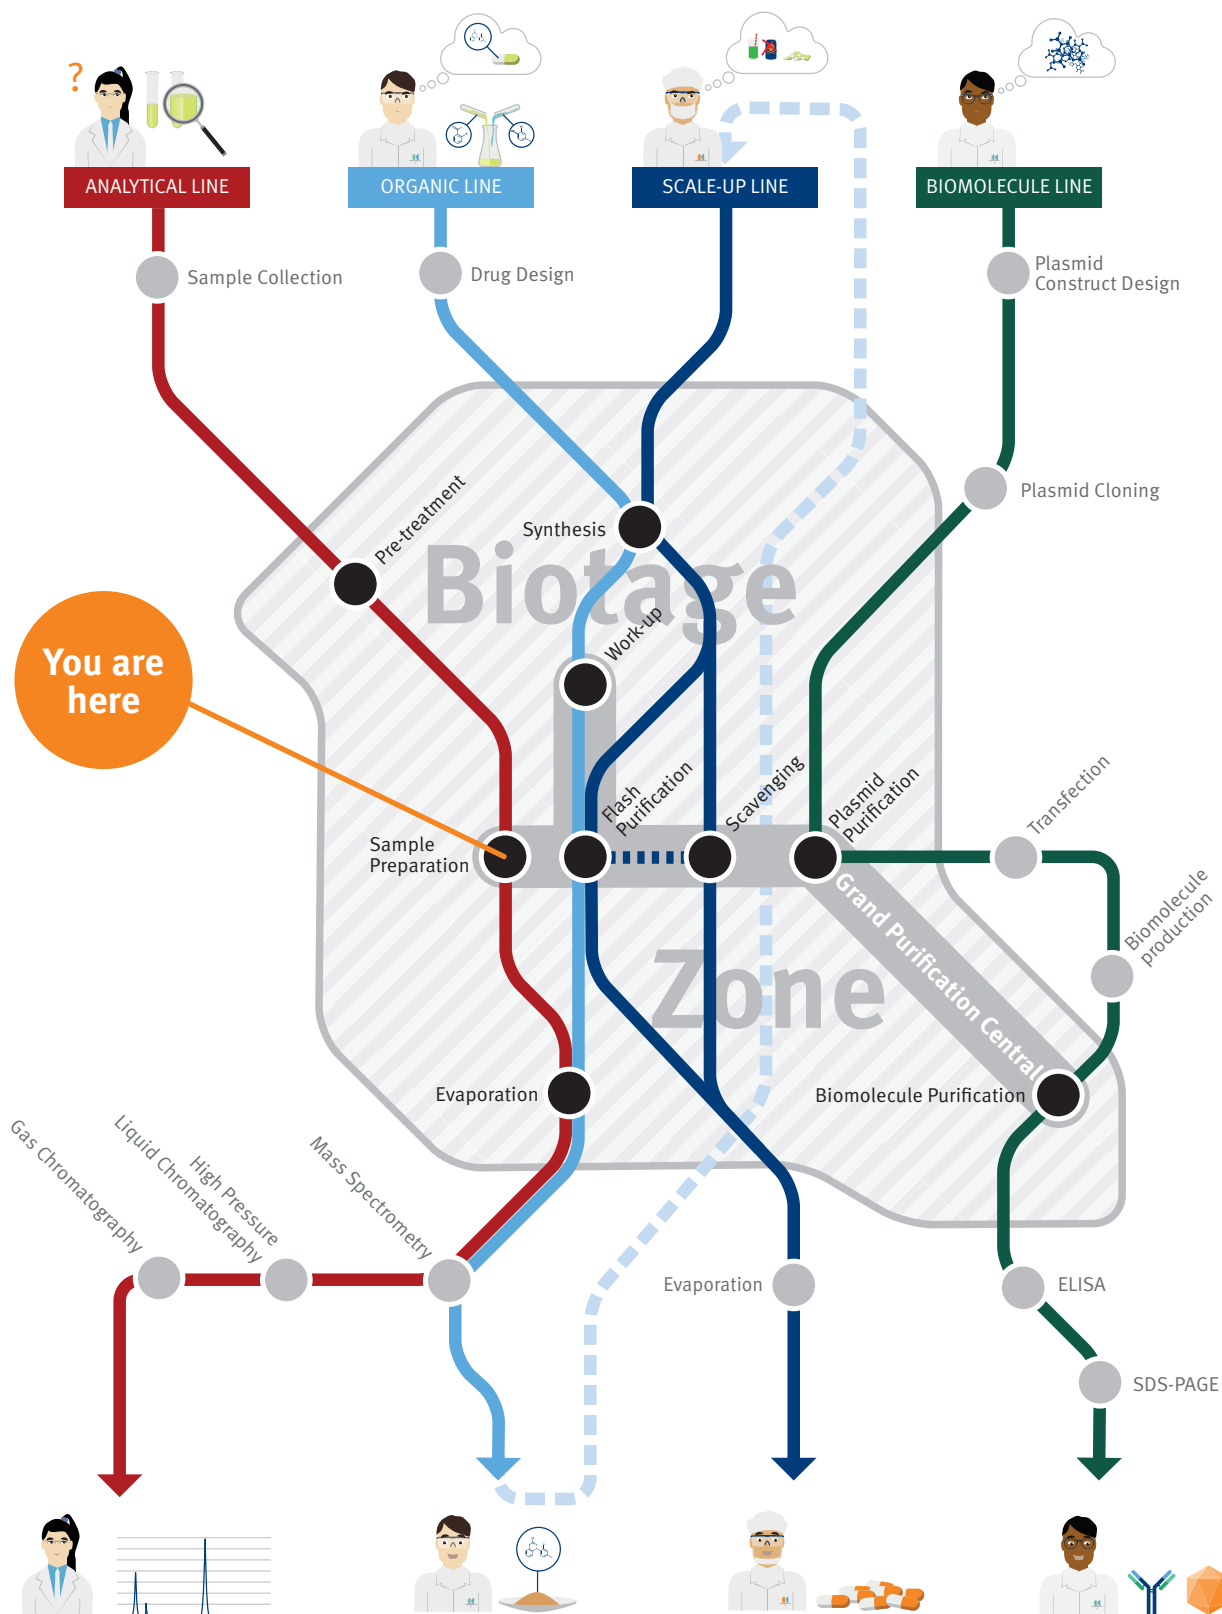 ?
ANALYTICAL LINE
ORGANIC LINE
SCALE-UP LINE
BIOMOLECULE LINE
Sample Collection
Drug Design
Plasmid
Construct Design
Plasmid Cloning
Pre-treatment
Synthesis
Biotage
Work-up
You are
here
Flash
Purification
Scavenging
Plasmid
Purification
Transfection
Sample
Preparation
Biomolecule
production
Grand Purification Central
Zone
Evaporation
Biomolecule Purification
Gas Chromatography
High Pressure
Liquid Chromatography
Mass Spectrometry
Evaporation
ELISA
SDS-PAGE